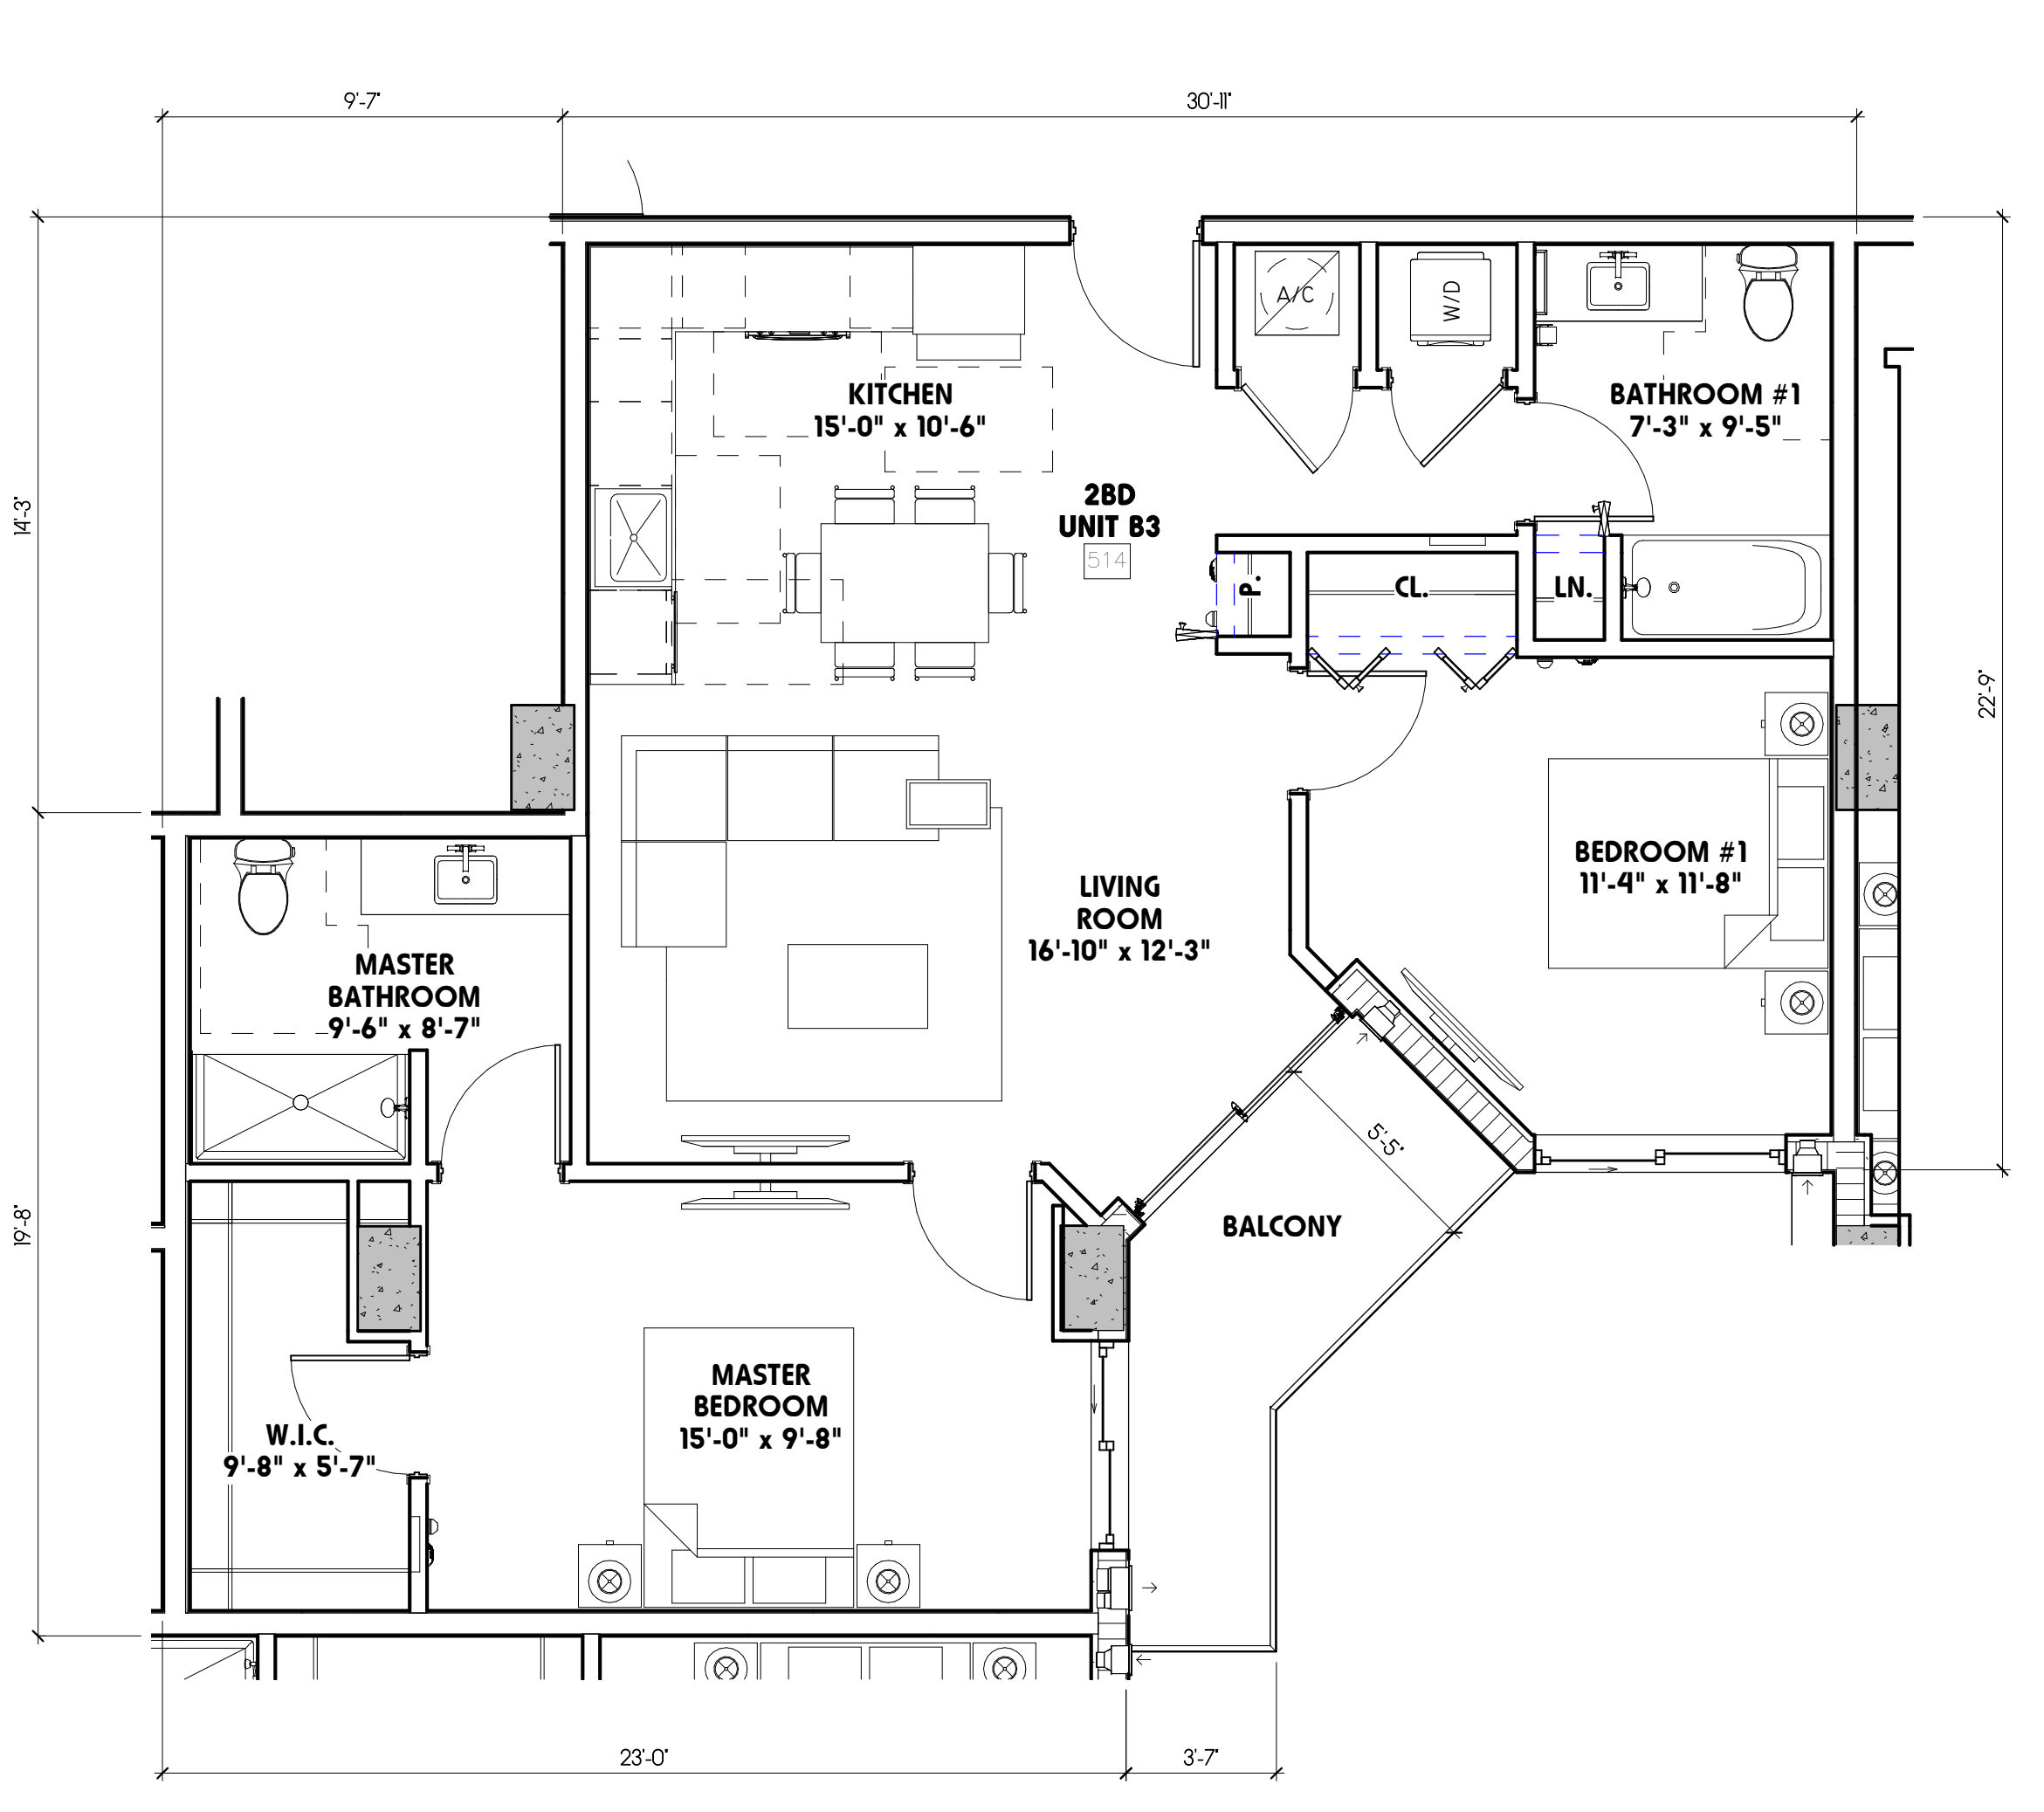 9'-7"
30'-11"
A/C
W/D
KITCHEN
15'-0" x 10'-6"
BATHROOM #1
7'-3" x 9'-5"
14'-3"
2BD
UNIT B3
514
P.
CL.
LN.
22'-9"
BEDROOM #1
11'-4" x 11'-8"
LIVING
ROOM
16'-10" x 12'-3"
MASTER
BATHROOM
9'-6" x 8'-7"
5'-5"
19'-8"
BALCONY
MASTER
BEDROOM
15'-0" x 9'-8"
W.I.C.
9'-8" x 5'-7"
23'-0"
3'-7"